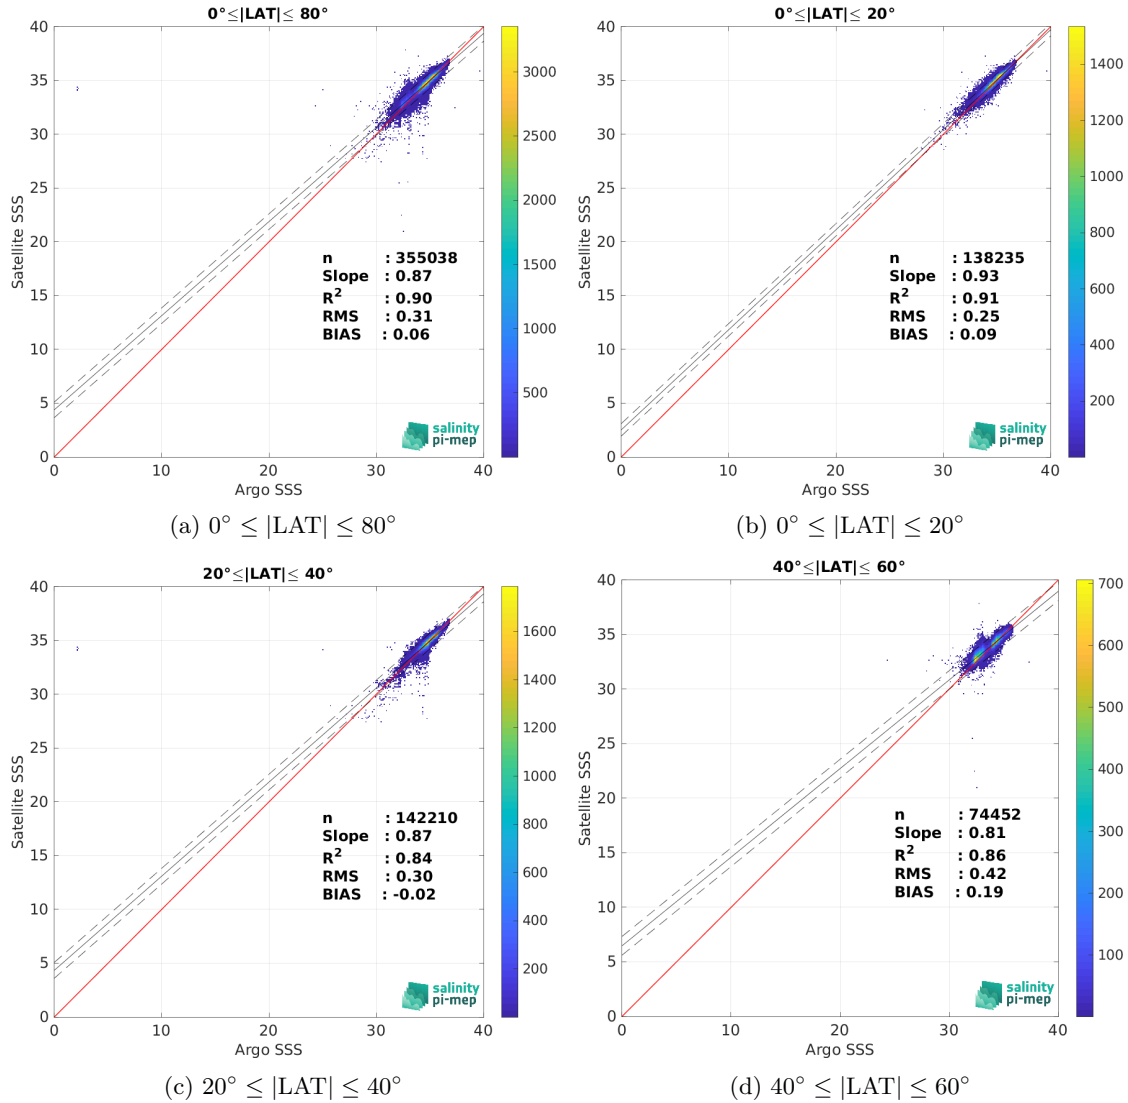 0°≤|LAT|≤ 80°
40
35
30
25
20
15
10
5
0
Satellite SSS
n : 355038
Slope : 0.87
R² : 0.90
RMS : 0.31
BIAS : 0.06
salinity
pi-mep
0 10 20 30 40
Argo SSS
3000
2500
2000
1500
1000
500
(a) 0° ≤ |LAT| ≤ 80°
0°≤|LAT|≤ 20°
40
35
30
25
20
15
10
5
0
Satellite SSS
n : 138235
Slope : 0.93
R² : 0.91
RMS : 0.25
BIAS : 0.09
salinity
pi-mep
0 10 20 30 40
Argo SSS
1400
1200
1000
800
600
400
200
(b) 0° ≤ |LAT| ≤ 20°
20°≤|LAT|≤ 40°
40
35
30
25
20
15
10
5
0
Satellite SSS
n : 142210
Slope : 0.87
R² : 0.84
RMS : 0.30
BIAS : -0.02
salinity
pi-mep
0 10 20 30 40
Argo SSS
1600
1400
1200
1000
800
600
400
200
(c) 20° ≤ |LAT| ≤ 40°
40°≤|LAT|≤ 60°
40
35
30
25
20
15
10
5
0
Satellite SSS
n : 74452
Slope : 0.81
R² : 0.86
RMS : 0.42
BIAS : 0.19
salinity
pi-mep
0 10 20 30 40
Argo SSS
700
600
500
400
300
200
100
(d) 40° ≤ |LAT| ≤ 60°